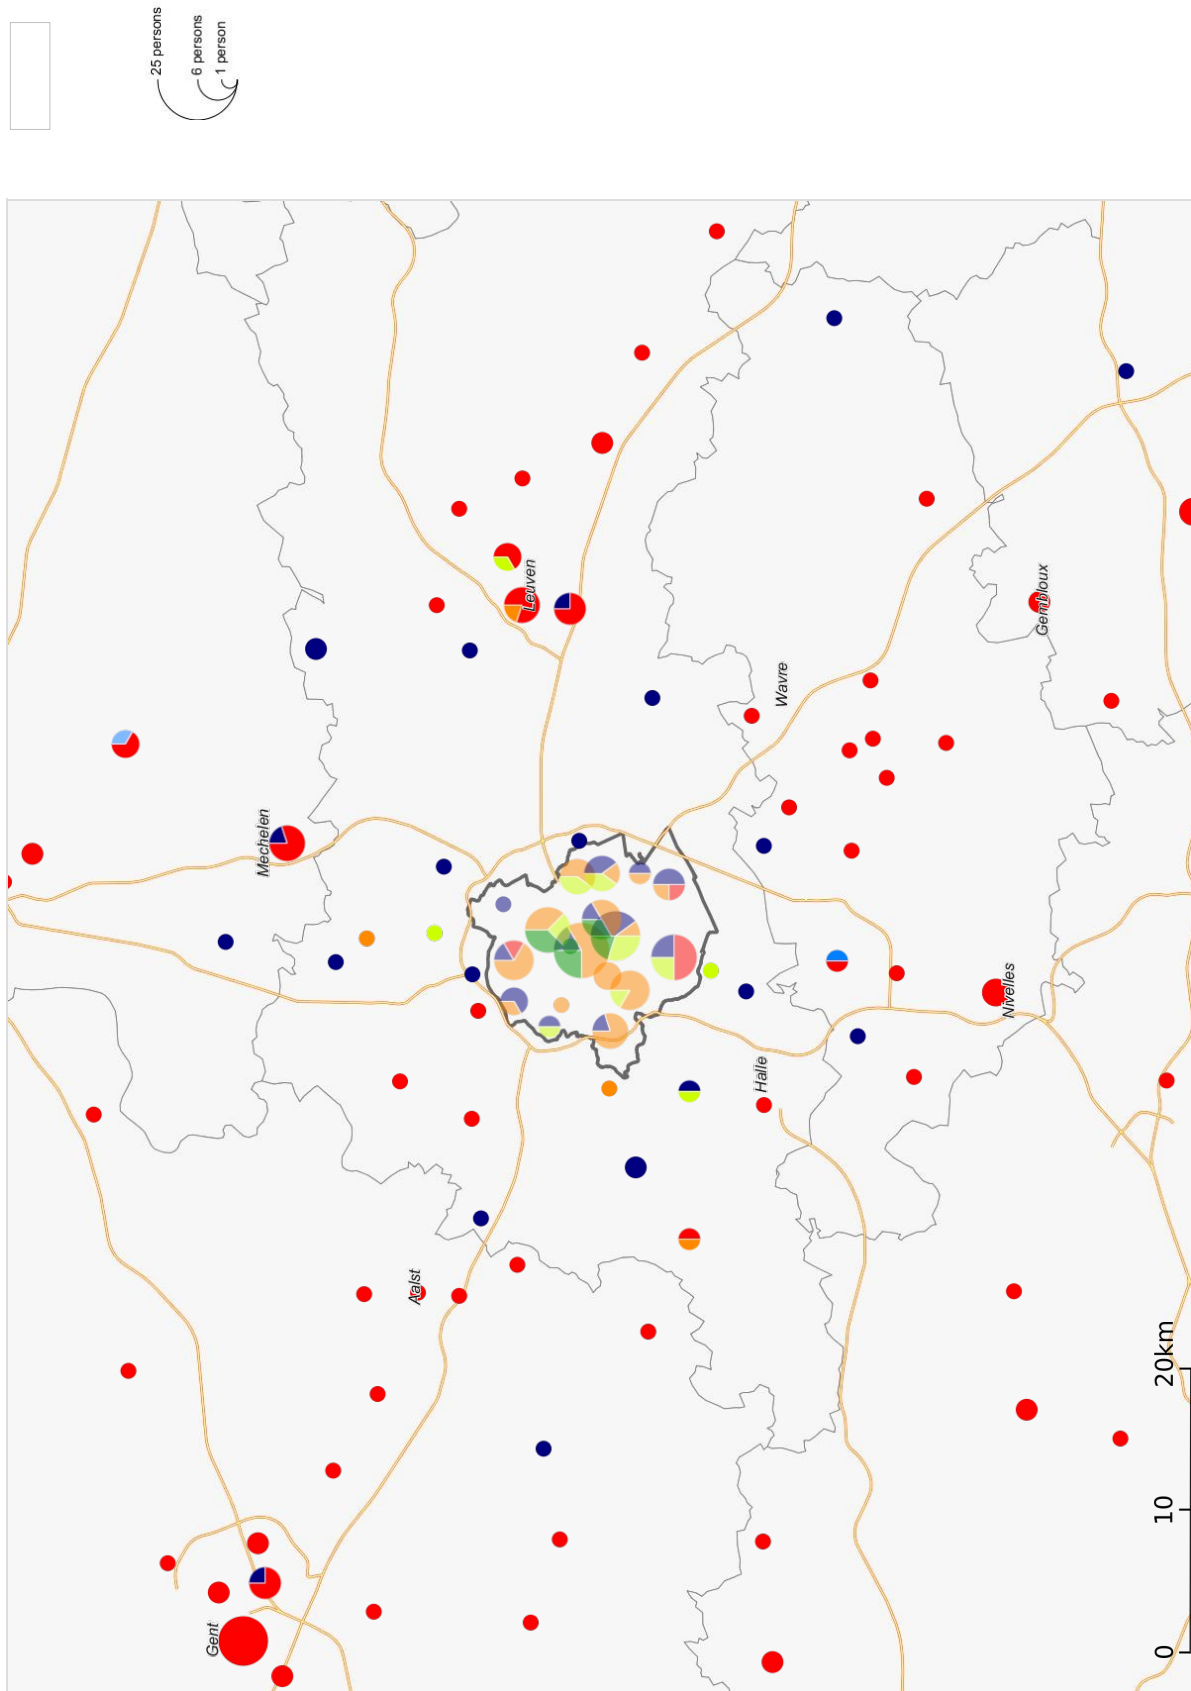 25 persons
6 persons
1 person
Mechelen
Leuven
Wavre
Gembloux
Nivelles
Halle
Aalst
Gent
0
10
20km